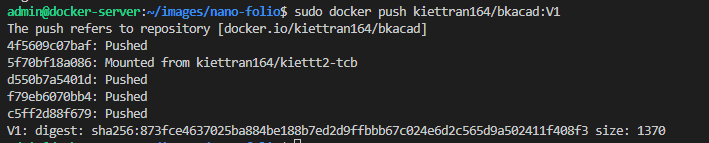 admin@docker-server:~/images/nano-folio$ sudo docker push kiettran164/bkacad:V1
The push refers to repository [docker.io/kiettran164/bkacad]
4f5609c07baf: Pushed
5f70bf18a086: Mounted from kiettran164/kiettt2-tcb
d550b7a5401d: Pushed
f79eb6070bb4: Pushed
c5ff2d88f679: Pushed
V1: digest: sha256:873fce4637025ba884be188b7ed2d9ffbbb67c024e6d2c565d9a502411f408f3 size: 1370